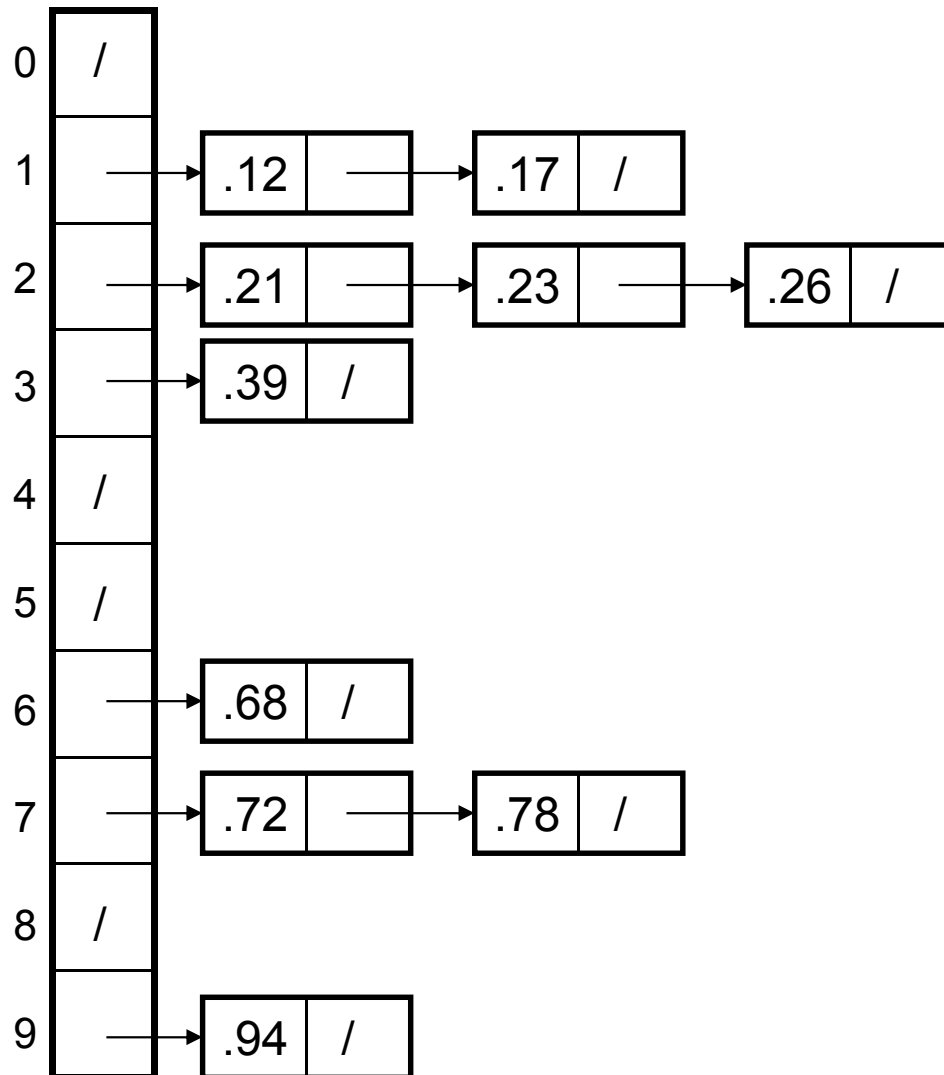 0 /
1 .12 .17 /
2 .21 .23 .26 /
3 .39 /
4 /
5 /
6 .68 /
7 .72 .78 /
8 /
9 .94 /